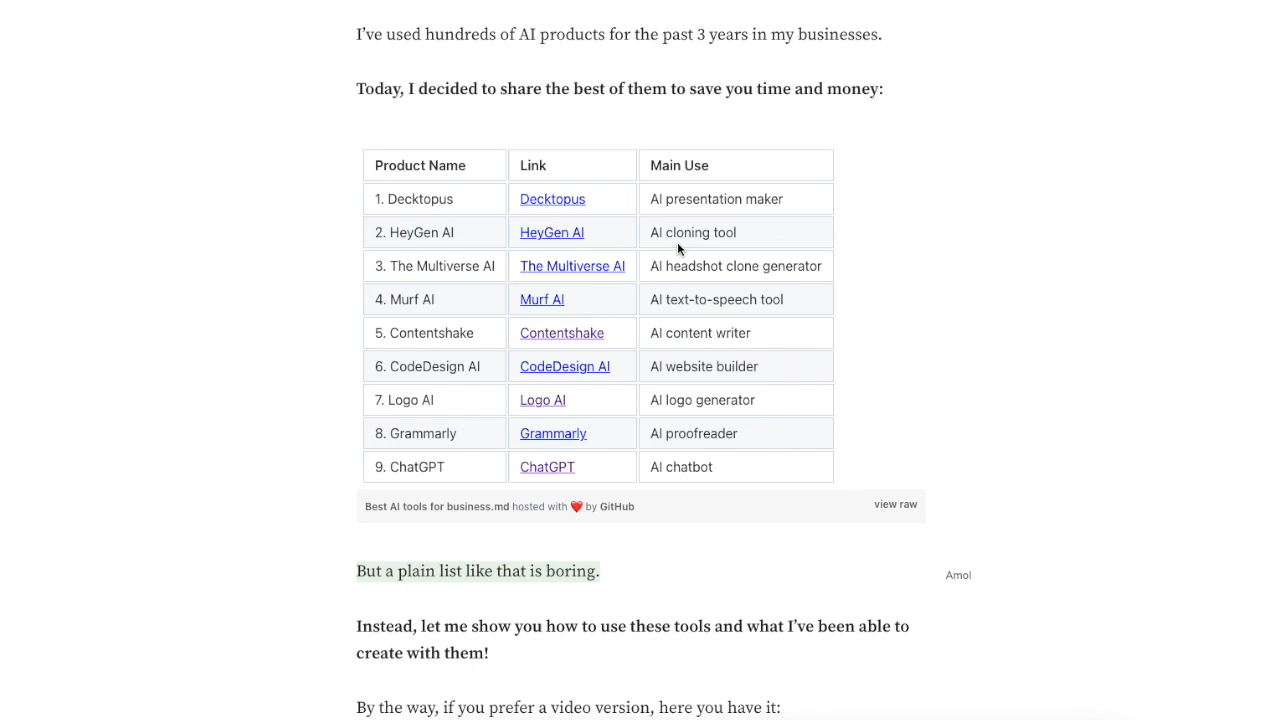 I've used hundreds of AI products for the past 3 years in my businesses.
Today, I decided to share the best of them to save you time and money:
Product Name Link Main Use
1. Decktopus Decktopus AI presentation maker
2. HeyGen AI HeyGen AI AI cloning tool
3. The Multiverse AI The Multiverse AI AI headshot clone generator
4. Murf AI Murf AI AI text-to-speech tool
5. Contentshake Contentshake AI content writer
6. CodeDesign AI CodeDesign AI AI website builder
7. Logo AI Logo AI AI logo generator
8. Grammarly Grammarly AI proofreader
9. ChatGPT ChatGPT AI chatbot
Best AI tools for business.md hosted with ❤️ by GitHub view raw
But a plain list like that is boring. Amol
Instead, let me show you how to use these tools and what I've been able to
create with them!
By the way, if you prefer a video version, here you have it: